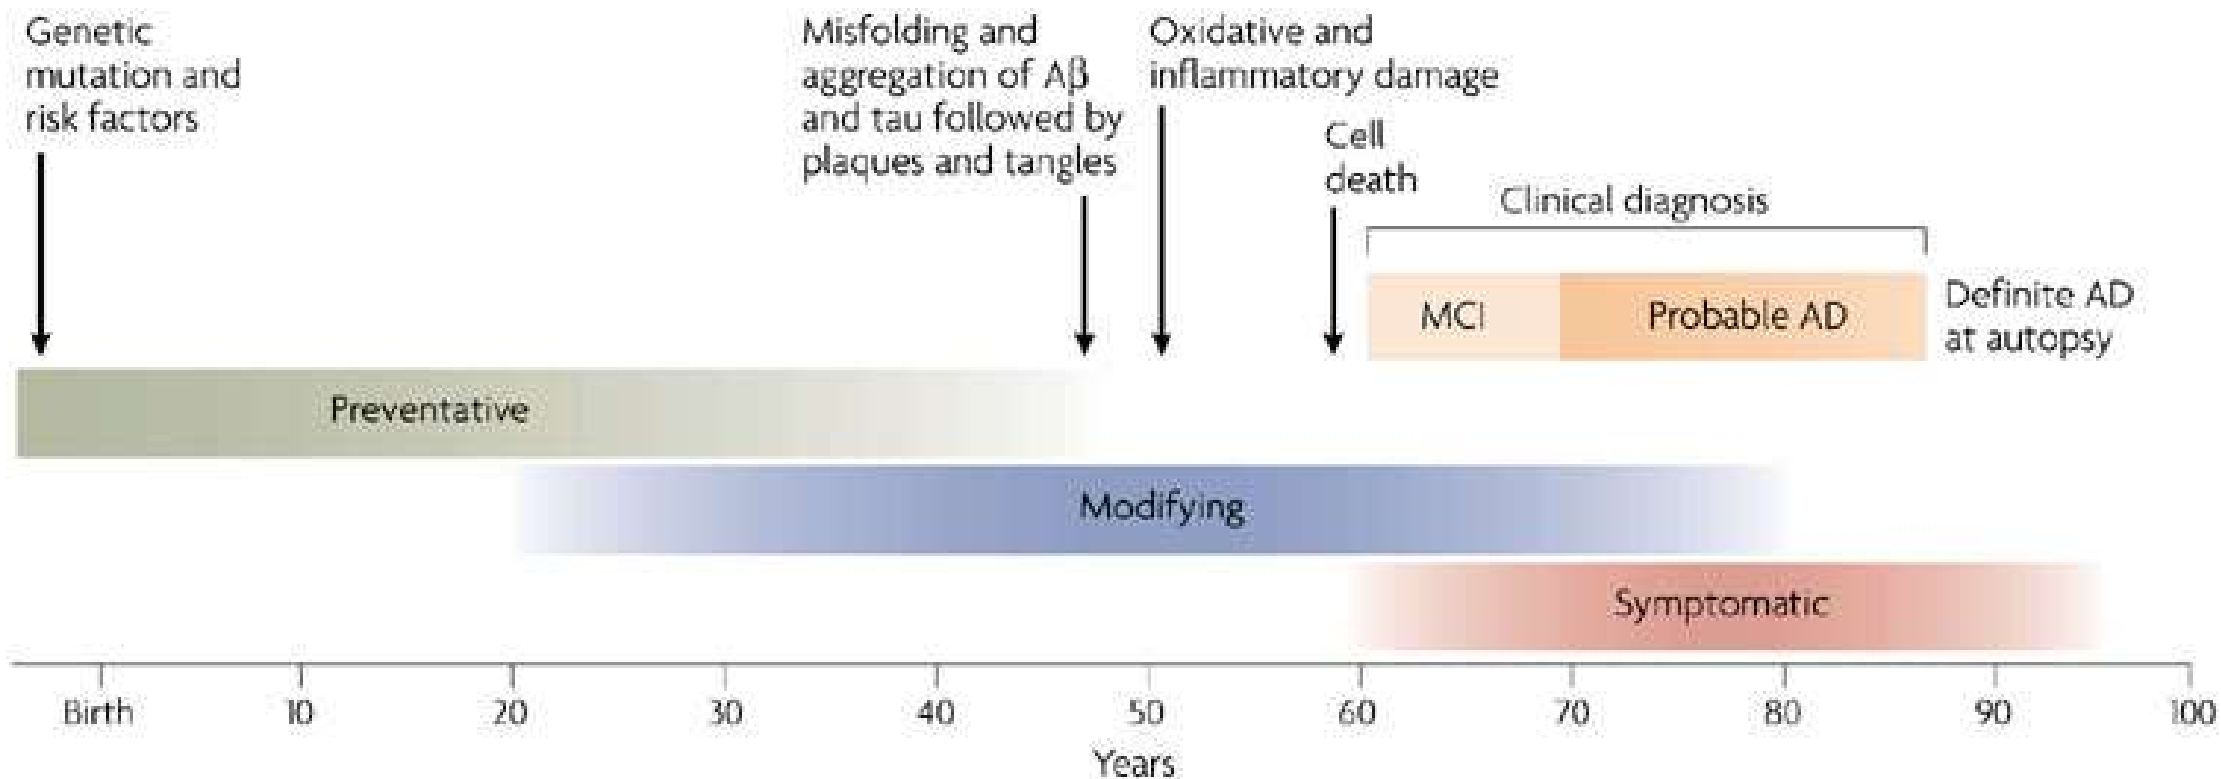 Genetic
mutation and
risk factors
Misfolding and
aggregation of Aβ
and tau followed by
plaques and tangles
Oxidative and
inflammatory damage
Cell
death
Clinical diagnosis
MCI
Probable AD
Definite AD
at autopsy
Preventative
Modifying
Symptomatic
Birth 10 20 30 40 50 60 70 80 90 100
Years